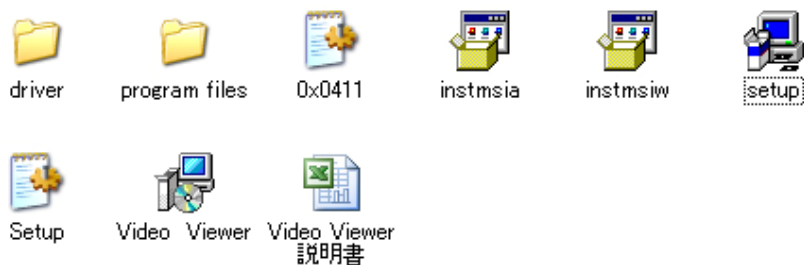 driver program files 0x0411 instmsia instmsiw setup
Setup Video Viewer Video Viewer
説明書